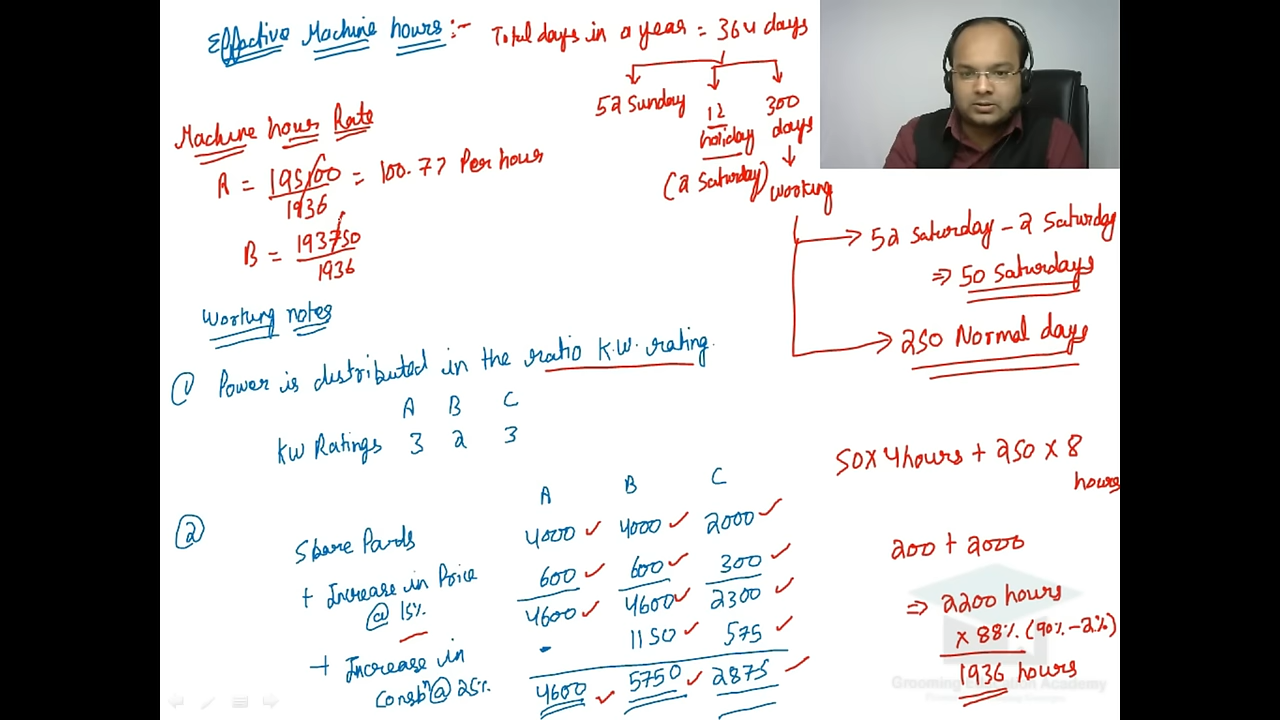 Effective Machine hours :-
Total days in a year = 364 days
52 Sunday
12 holiday
(2 Saturday)
300 days
working
52 Saturday - 2 Saturday
⇒ 50 Saturdays
250 Normal days
50 x 4 hours + 250 x 8 hours
200 + 2000
⇒ 2200 hours
x 88% (90% - 2%)
1936 hours
Machine hour Rate
A = 195100 / 1936 = 100.77 Per hour
B = 193750 / 1936
Working notes
① Power is distributed in the ratio K.W. rating.
A B C
KW Ratings 3 2 3
②
A B C
Spare Parts 4000 4000 2000
+ Increase in Price @ 15% 600 600 300
4600 4600 2300
+ Increase in Consbⁿ @ 25% - 1150 575
4600 5750 2875
Grooming Education Academy